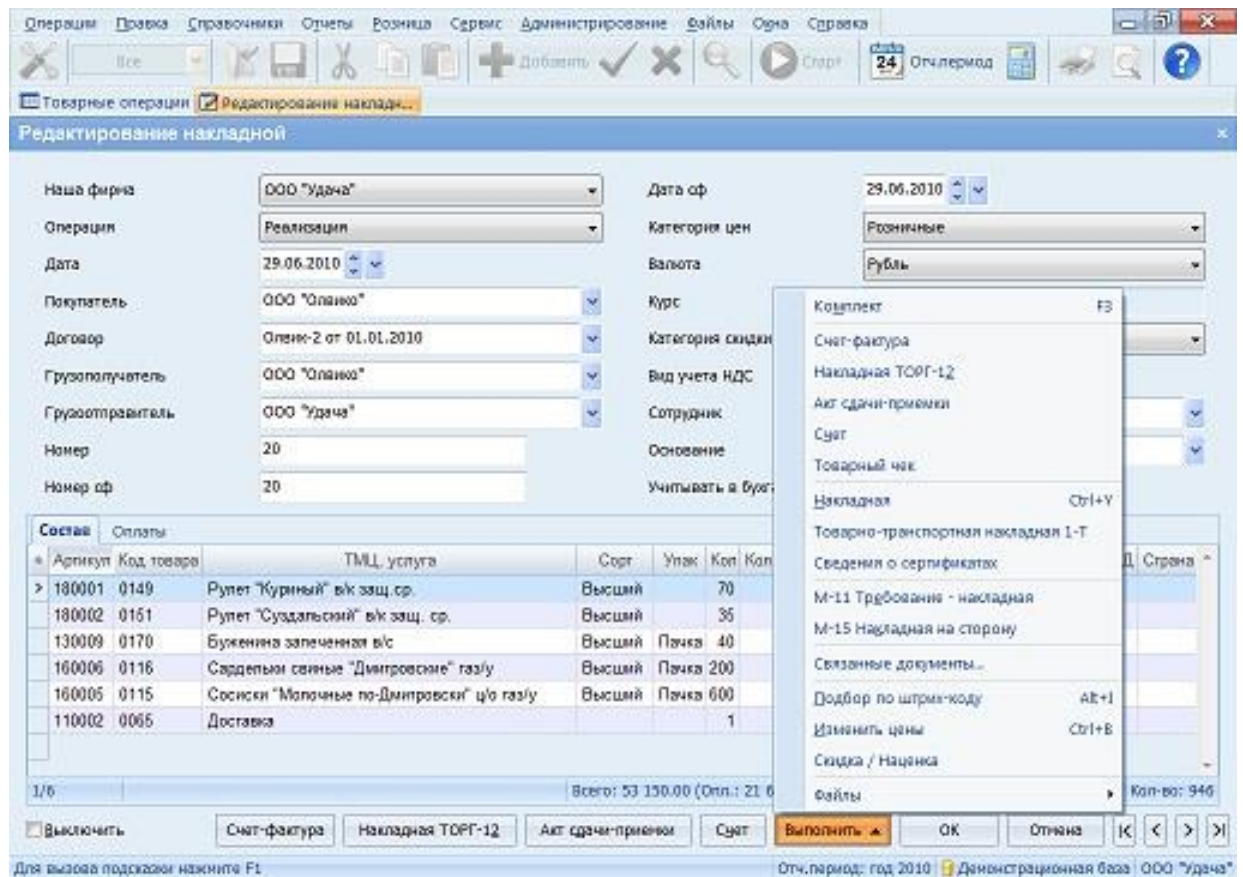 Операции Правка Справочники Отчеты Розница Сервис Администрирование Файлы Окна Справка
Все Добавить Старт 24 Отч.период
Товарные операции Редактирование накладн...
Редактирование накладной
Наша фирма ООО "Удача" Дата сф 29.06.2010
Операция Реализация Категория цен Розничные
Дата 29.06.2010 Валюта Рубль
Покупатель ООО "Олвико" Курс
Договор Олвик-2 от 01.01.2010 Категория скидки
Грузополучатель ООО "Олвико" Вид учета НДС
Грузоотправитель ООО "Удача" Сотрудник
Номер 20 Основание
Номер сф 20 Учитывать в бухг
Комплект F3
Счет-фактура
Накладная ТОРГ-12
Акт сдачи-приемки
Счет
Товарный чек
Накладная Ctrl+Y
Товарно-транспортная накладная 1-Т
Сведения о сертификатах
М-11 Требование - накладная
М-15 Накладная на сторону
Связанные документы...
Подбор по штрих-коду Alt+I
Изменить цены Ctrl+B
Скидка / Наценка
Файлы
Состав Оплаты
Артикул Код товара ТМЦ, услуга Сорт Упак Кол Кол Д Страна
180001 0149 Рулет "Куриный" в/к защ.ср. Высший 70
180002 0151 Рулет "Суздальский" в/к защ. ср. Высший 35
130009 0170 Буженина запеченная в/с Высший Пачка 40
160006 0116 Сардельки свиные "Дмитровские" газ/у Высший Пачка 200
160005 0115 Сосиски "Молочные по-Дмитровски" ц/о газ/у Высший Пачка 600
110002 0065 Доставка 1
1/6 Всего: 53 150.00 (Опл.: 21 6 Кол-во: 946
Выключить Счет-фактура Накладная ТОРГ-12 Акт сдачи-приемки Счет Выполнить ОК Отмена
Для вызова подсказки нажмите F1 Отч.период: год 2010 Демонстрационная база ООО "Удача"